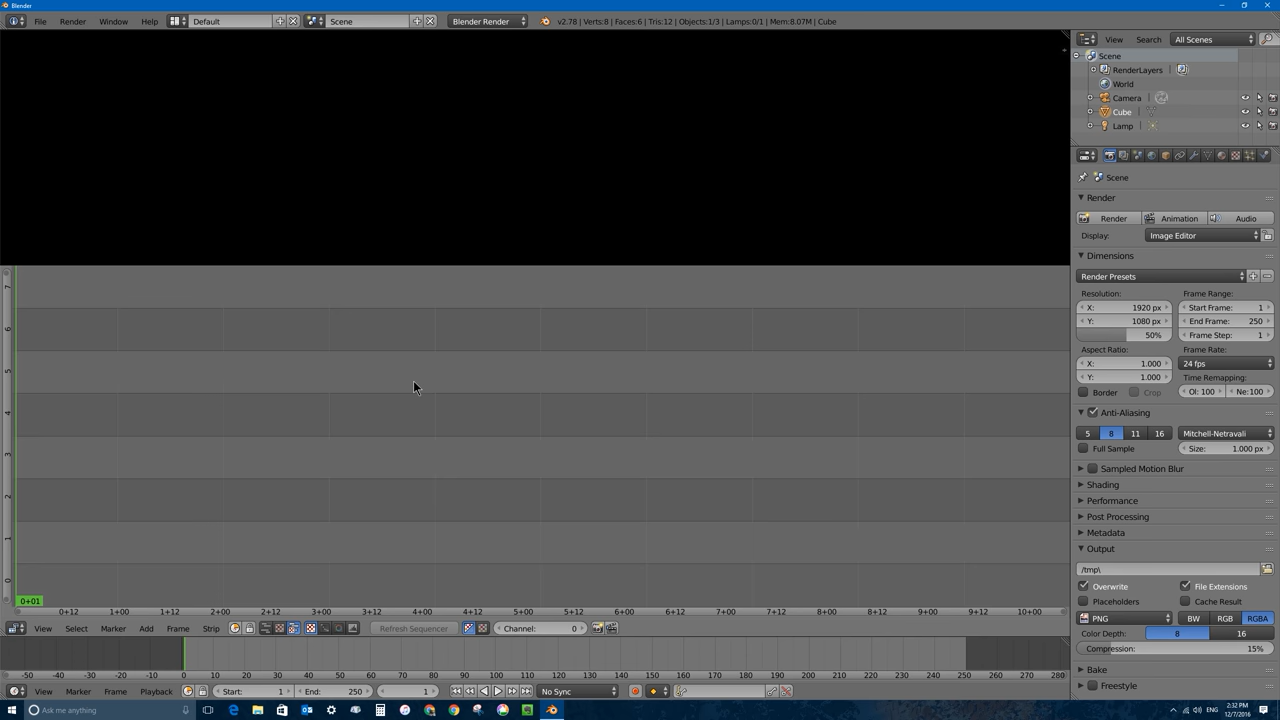 Blender
File Render Window Help Default Scene Blender Render v2.78 | Verts:8 | Faces:6 | Tris:12 | Objects:1/3 | Lamps:0/1 | Mem:8.07M | Cube
View Search All Scenes
Scene
RenderLayers
World
Camera
Cube
Lamp
Scene
Render
Render Animation Audio
Display: Image Editor
Dimensions
Render Presets
Resolution: Frame Range:
X: 1920 px Start Frame: 1
Y: 1080 px End Frame: 250
50% Frame Step: 1
Aspect Ratio: Frame Rate:
X: 1.000 24 fps
Y: 1.000 Time Remapping:
Border Crop Ol: 100 Ne:100
Anti-Aliasing
5 8 11 16 Mitchell-Netravali
Full Sample Size: 1.000 px
Sampled Motion Blur
Shading
Performance
Post Processing
Metadata
Output
/tmp\
Overwrite File Extensions
Placeholders Cache Result
PNG BW RGB RGBA
Color Depth: 8 16
Compression: 15%
Bake
Freestyle
7
6
5
4
3
2
1
0
0+01
0+12 1+00 1+12 2+00 2+12 3+00 3+12 4+00 4+12 5+00 5+12 6+00 6+12 7+00 7+12 8+00 8+12 9+00 9+12 10+00
View Select Marker Add Frame Strip Refresh Sequencer Channel: 0
-50 -40 -30 -20 -10 0 10 20 30 40 50 60 70 80 90 100 110 120 130 140 150 160 170 180 190 200 210 220 230 240 250 260 270 280
View Marker Frame Playback Start: 1 End: 250 1 No Sync
Ask me anything ENG 2:32 PM
12/7/2016